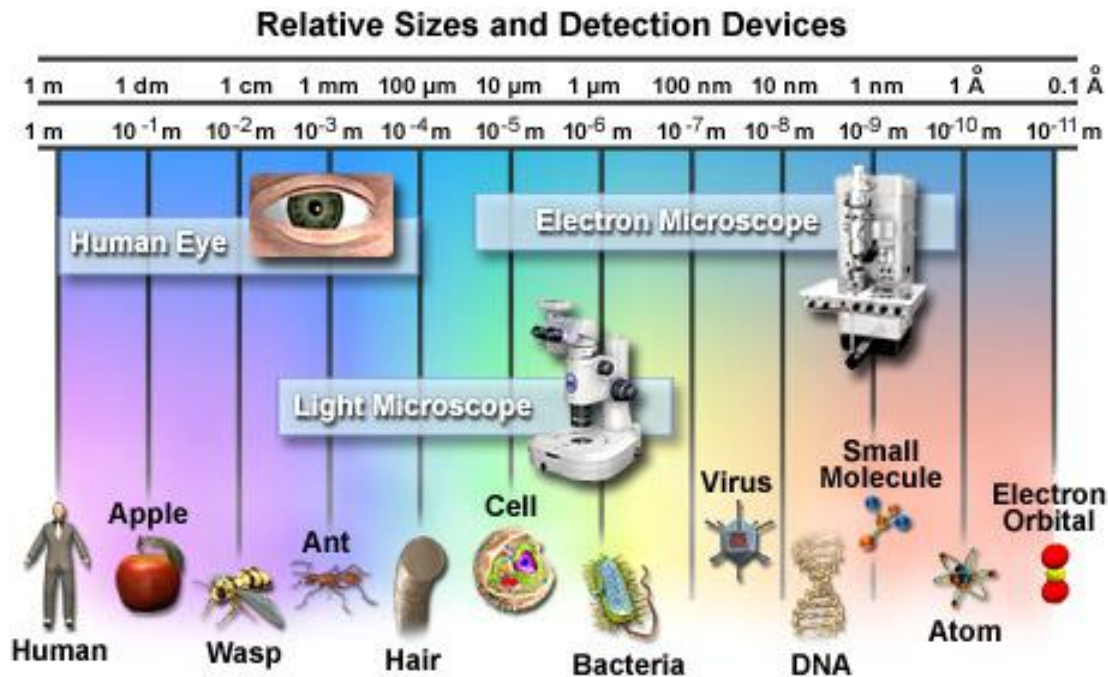 Relative Sizes and Detection Devices
1 m 1 dm 1 cm 1 mm 100 µm 10 µm 1 µm 100 nm 10 nm 1 nm 1 Å 0.1 Å
1 m 10⁻¹ m 10⁻² m 10⁻³ m 10⁻⁴ m 10⁻⁵ m 10⁻⁶ m 10⁻⁷ m 10⁻⁸ m 10⁻⁹ m 10⁻¹⁰ m 10⁻¹¹ m
Human Eye
Electron Microscope
Light Microscope
Human
Apple
Wasp
Ant
Hair
Cell
Bacteria
Virus
DNA
Small
Molecule
Atom
Electron
Orbital